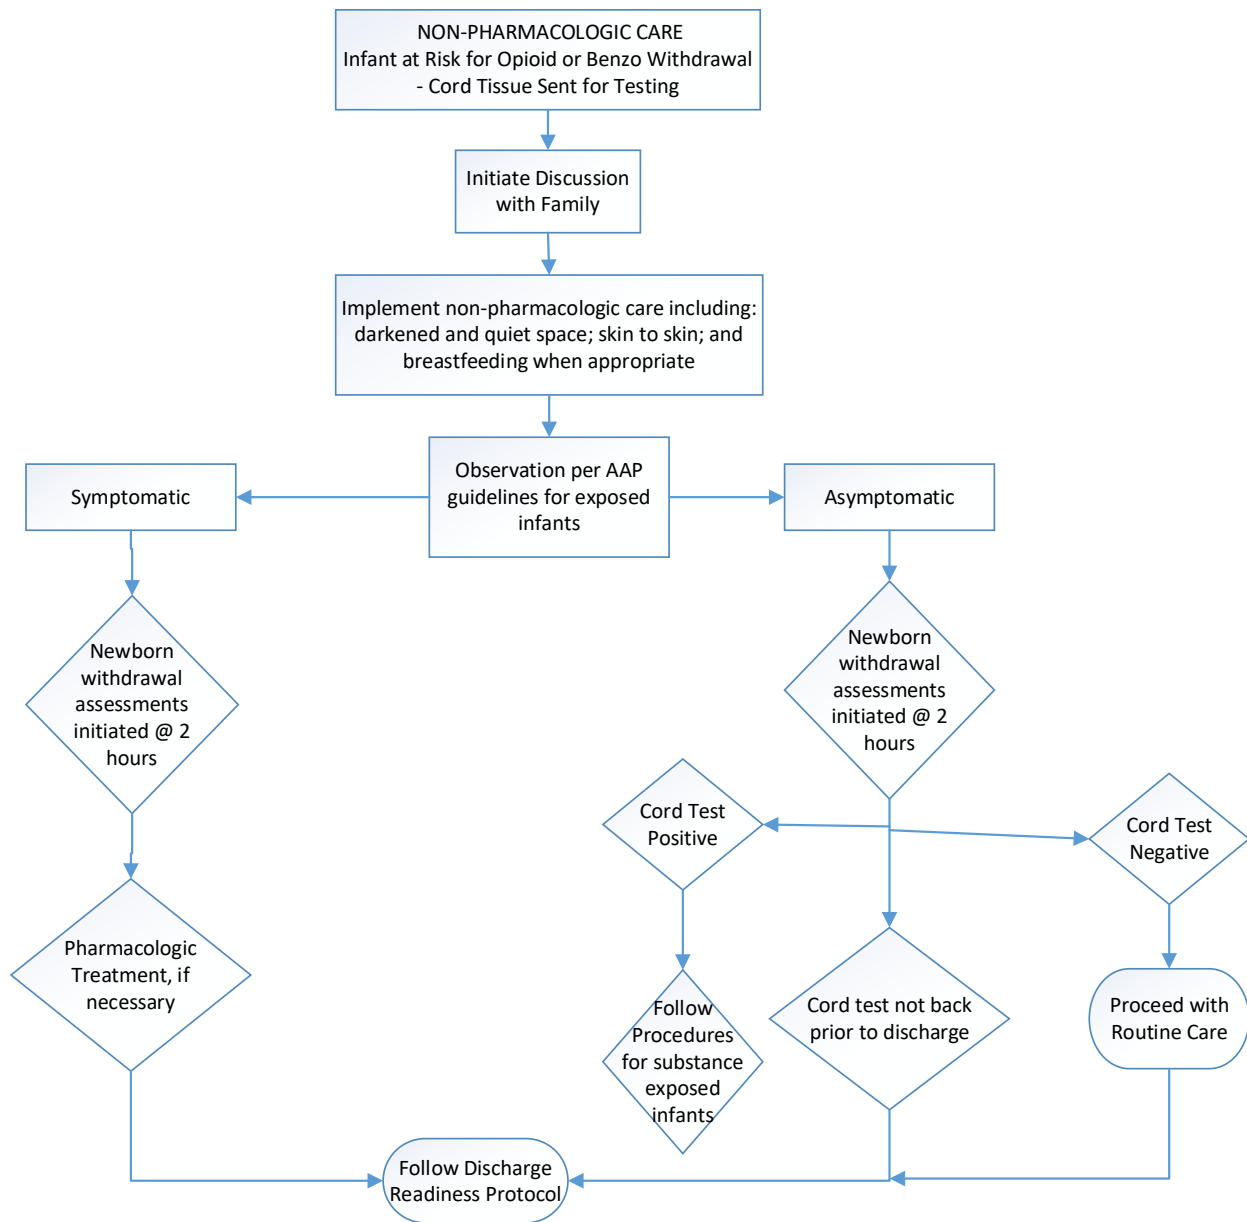 NON-PHARMACOLOGIC CARE
Infant at Risk for Opioid or Benzo Withdrawal
- Cord Tissue Sent for Testing
Initiate Discussion
with Family
Implement non-pharmacologic care including:
darkened and quiet space; skin to skin; and
breastfeeding when appropriate
Observation per AAP
guidelines for exposed
infants
Symptomatic
Asymptomatic
Newborn
withdrawal
assessments
initiated @ 2
hours
Newborn
withdrawal
assessments
initiated @ 2
hours
Cord Test
Positive
Cord Test
Negative
Pharmacologic
Treatment, if
necessary
Follow
Procedures
for substance
exposed
infants
Cord test not back
prior to discharge
Proceed with
Routine Care
Follow Discharge
Readiness Protocol